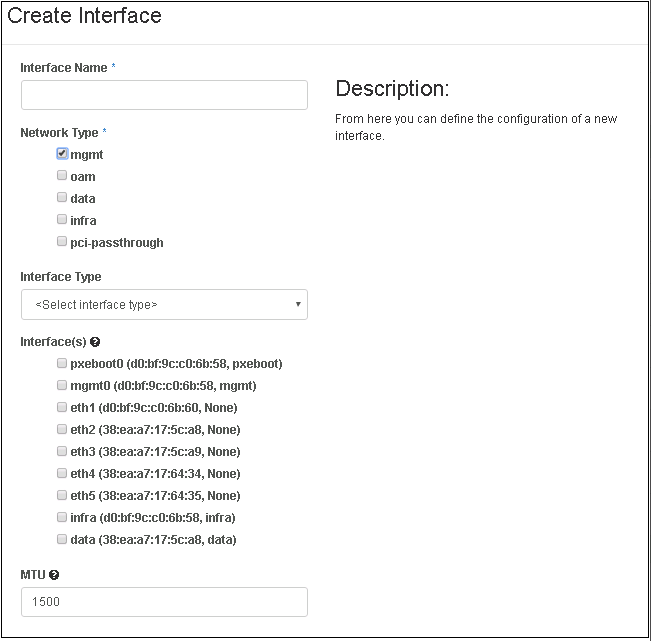 Create Interface
Interface Name *
Description:
From here you can define the configuration of a new
interface.
Network Type *
mgmt
oam
data
infra
pci-passthrough
Interface Type
<Select interface type>
Interface(s)
pxeboot0 (d0:bf:9c:c0:6b:58, pxeboot)
mgmt0 (d0:bf:9c:c0:6b:58, mgmt)
eth1 (d0:bf:9c:c0:6b:60, None)
eth2 (38:ea:a7:17:5c:a8, None)
eth3 (38:ea:a7:17:5c:a9, None)
eth4 (38:ea:a7:17:64:34, None)
eth5 (38:ea:a7:17:64:35, None)
infra (d0:bf:9c:c0:6b:58, infra)
data (38:ea:a7:17:5c:a8, data)
MTU
1500